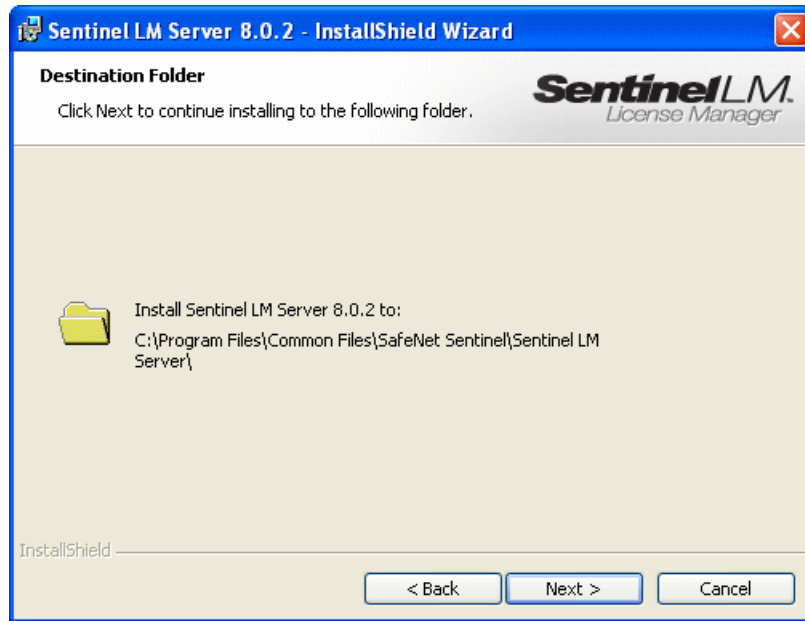 Sentinel LM Server 8.0.2 - InstallShield Wizard
Destination Folder
Click Next to continue installing to the following folder.
SentinelLM.
License Manager
Install Sentinel LM Server 8.0.2 to:
C:\Program Files\Common Files\SafeNet Sentinel\Sentinel LM
Server\
InstallShield
< Back
Next >
Cancel